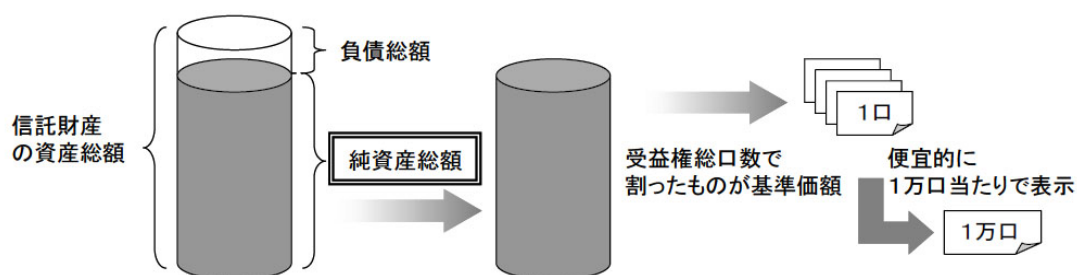 負債総額
信託財産
の資産総額
純資産総額
1口
受益権総口数で
割ったものが基準価額
便宜的に
1万口当たりで表示
1万口